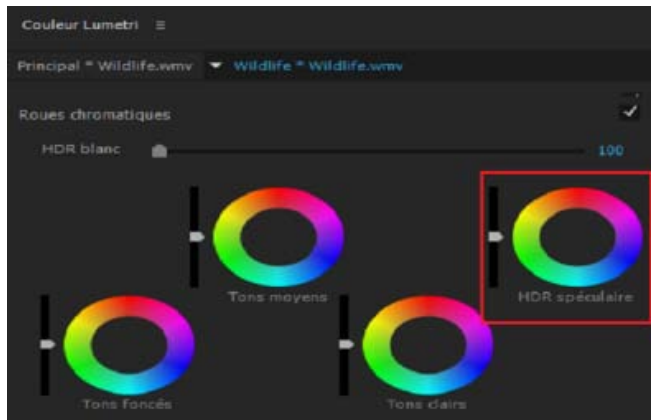 Couleur Lumetri
Principal * Wildlife.wmv Wildlife * Wildlife.wmv
Roues chromatiques
HDR blanc 100
Tons moyens HDR spéculaire
Tons foncés Tons clairs